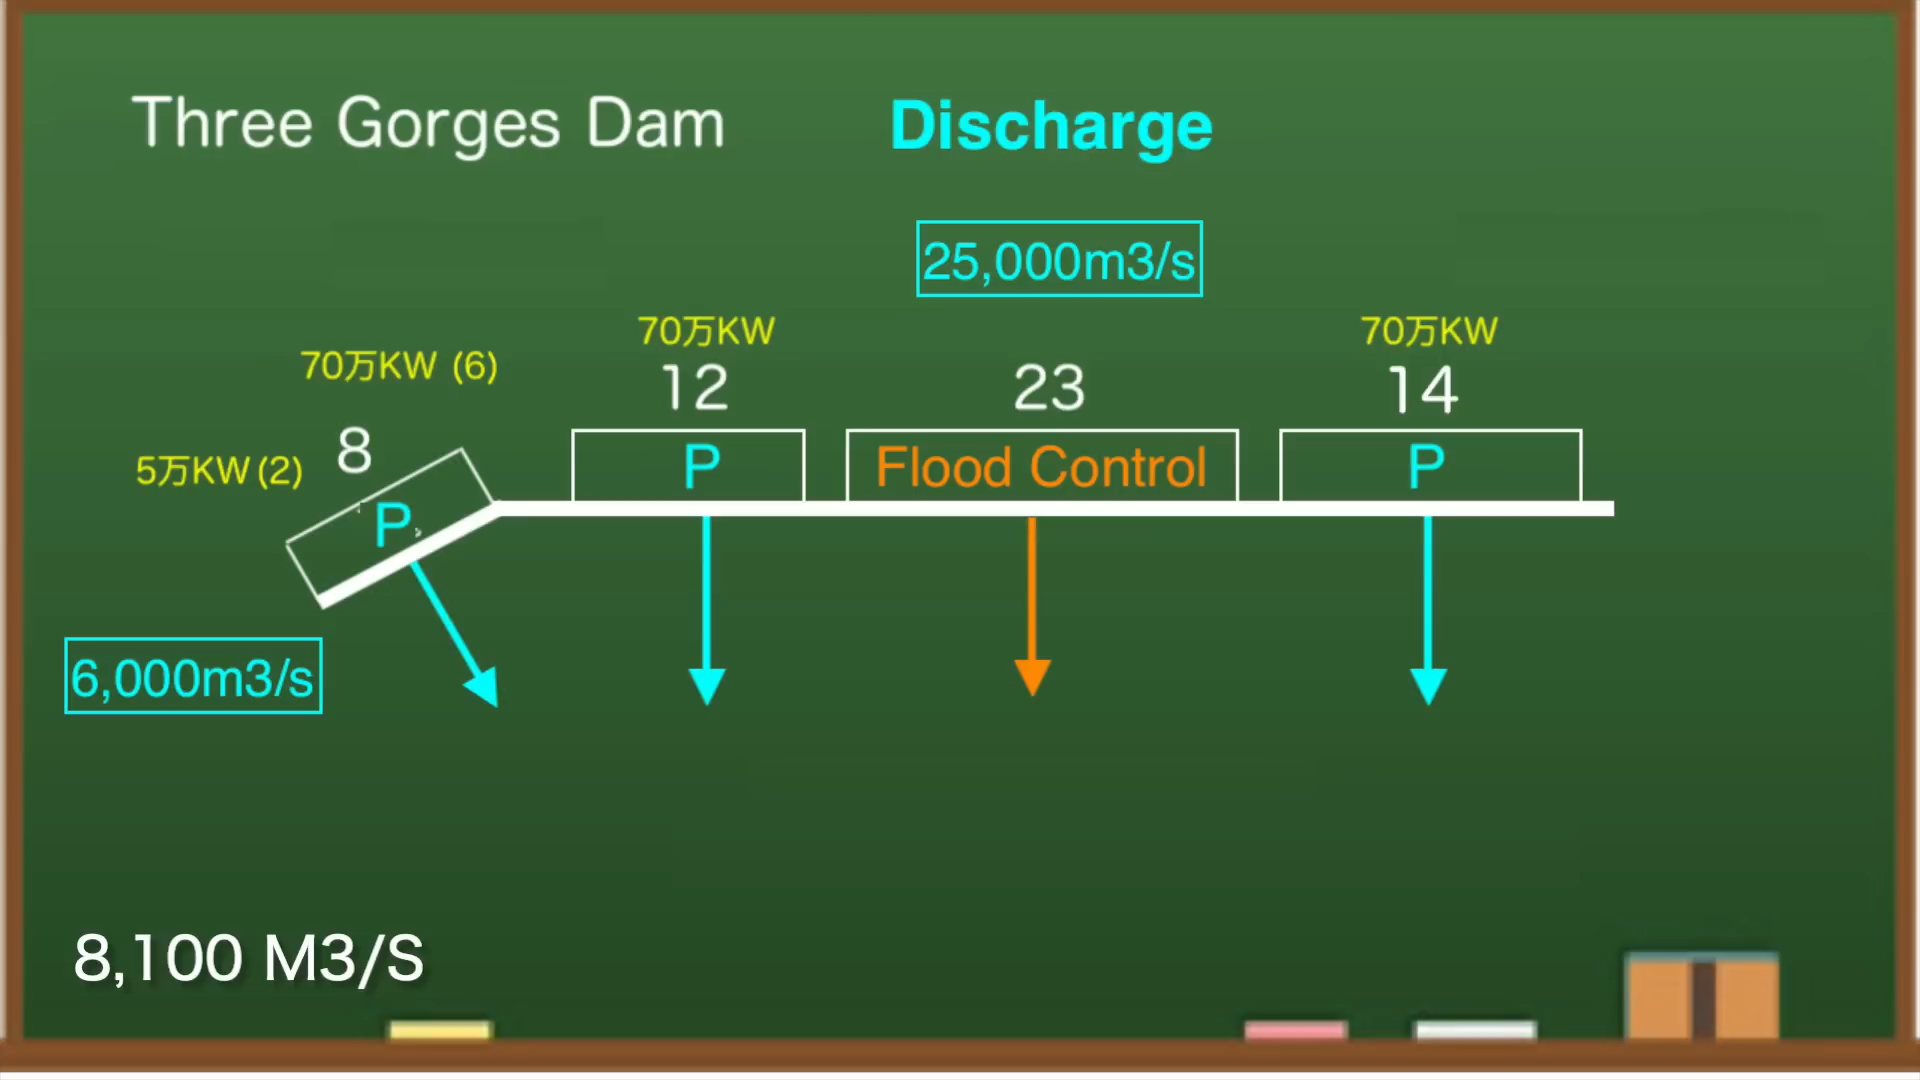 Three Gorges Dam
Discharge
25,000m3/s
70万KW (6)
70万KW
70万KW
12
23
14
8
5万KW (2)
P
P
Flood Control
P
6,000m3/s
8,100 M3/S